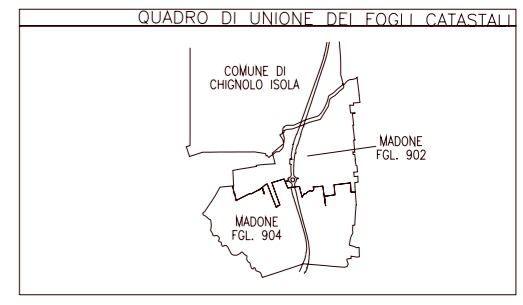 QUADRO DI UNIONE DEI FOGLI CATASTALI
COMUNE DI
CHIGNOLO ISOLA
MADONE
FGL. 902
MADONE
FGL. 904